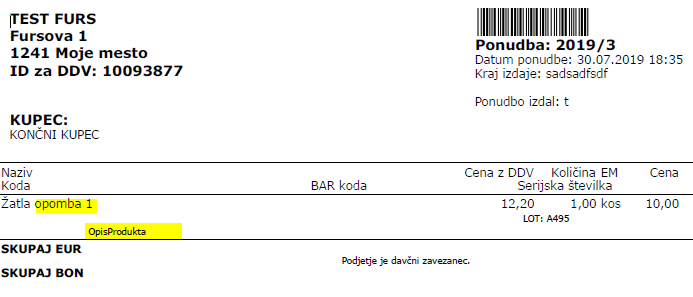 TEST FURS
Fursova 1
1241 Moje mesto
ID za DDV: 10093877
Ponudba: 2019/3
Datum ponudbe: 30.07.2019 18:35
Kraj izdaje: sadsadfsdf
Ponudbo izdal: t
KUPEC:
KONČNI KUPEC
Naziv Cena z DDV Količina EM Cena
Koda BAR koda Serijska številka
Žatla opomba 1 12,20 1,00 kos 10,00
LOT: A495
OpisProdukta
SKUPAJ EUR
Podjetje je davčni zavezanec.
SKUPAJ BON